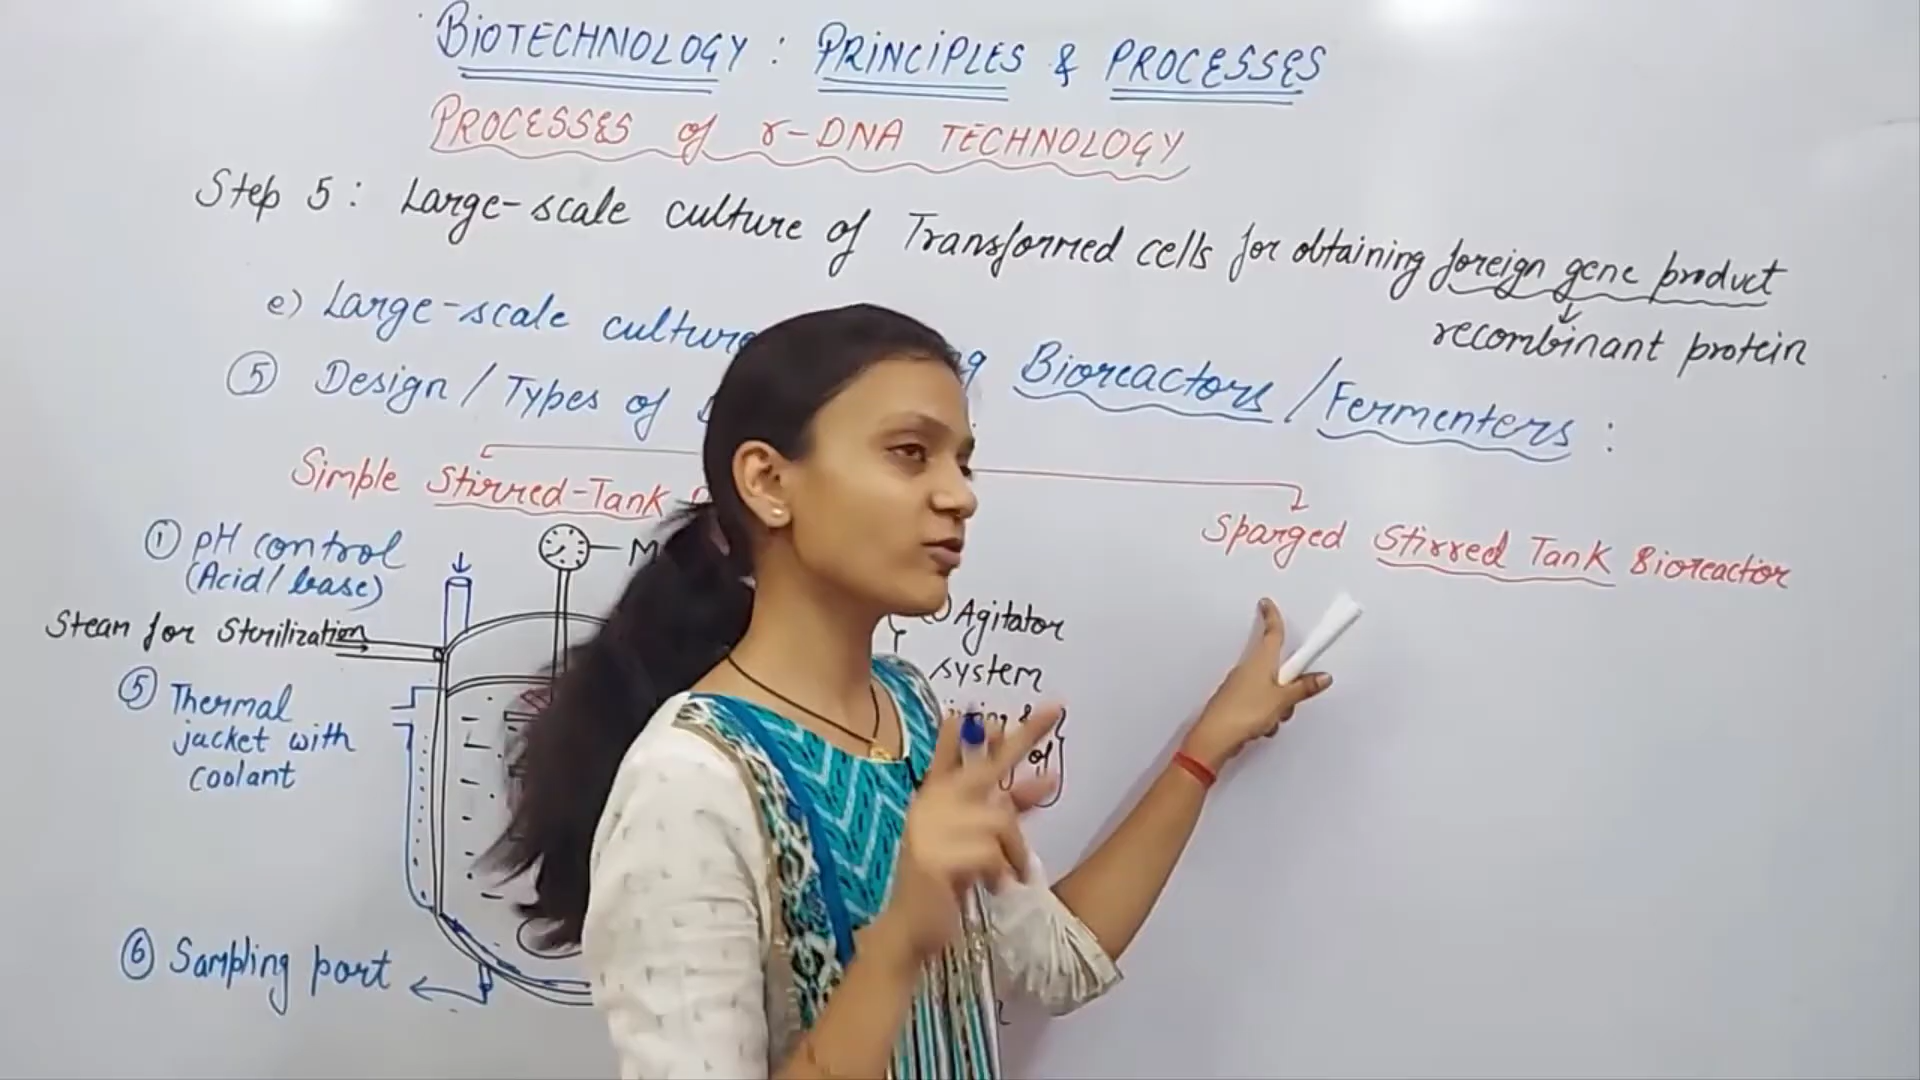 BIOTECHNOLOGY : PRINCIPLES & PROCESSES
PROCESSES of r-DNA TECHNOLOGY
Step 5 : Large-scale culture of Transformed cells for obtaining foreign gene product
recombinant protein
e) Large-scale culture Bioreactors / Fermenters :
⑤ Design / Types of
Simple Stirred-Tank
Sparged Stirred Tank Bioreactor
① pH control
(Acid/base)
Steam for Sterilization
⑤ Thermal
jacket with
coolant
⑥ Sampling port
Agitator
system
of